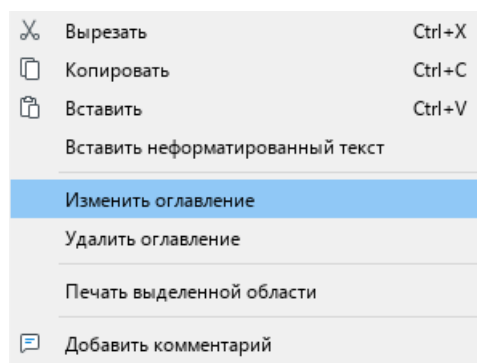 Вырезать Ctrl+X
Копировать Ctrl+C
Вставить Ctrl+V
Вставить неформатированный текст
Изменить оглавление
Удалить оглавление
Печать выделенной области
Добавить комментарий